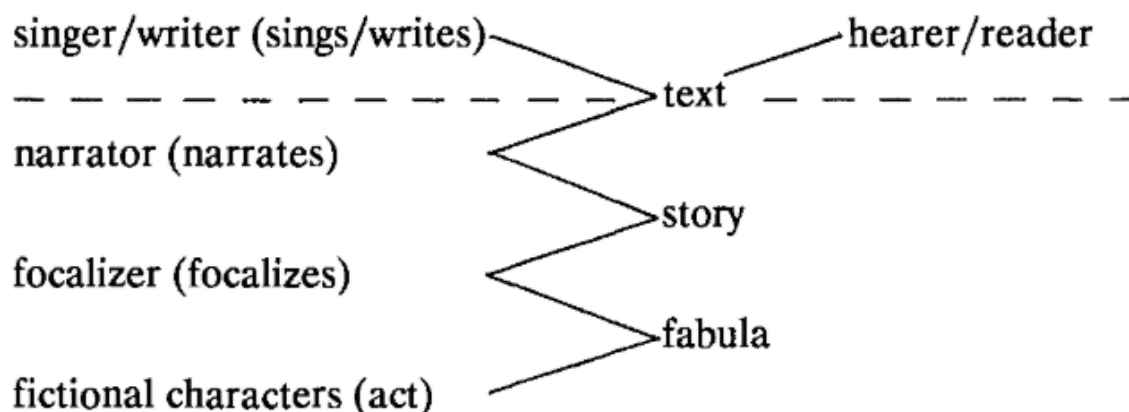 singer/writer (sings/writes) hearer/reader
text
narrator (narrates)
story
focalizer (focalizes)
fabula
fictional characters (act)